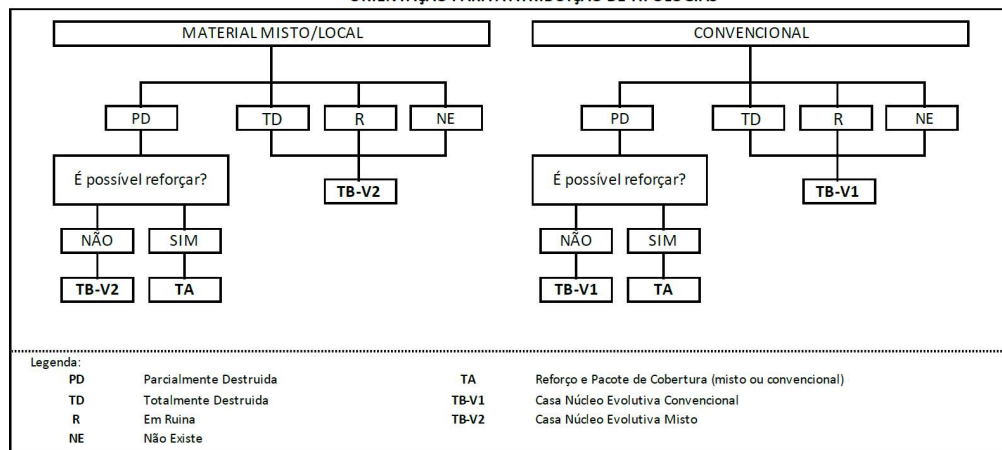 MATERIAL MISTO/LOCAL
CONVENCIONAL
PD
TD
R
NE
PD
TD
R
NE
É possível reforçar?
TB-V2
É possível reforçar?
TB-V1
NÃO
SIM
NÃO
SIM
TB-V2
TA
TB-V1
TA
Legenda:
PD Parcialmente Destruida
TA Reforço e Pacote de Cobertura (misto ou convencional)
TD Totalmente Destruida
TB-V1 Casa Núcleo Evolutiva Convencional
R Em Ruina
TB-V2 Casa Núcleo Evolutiva Misto
NE Não Existe